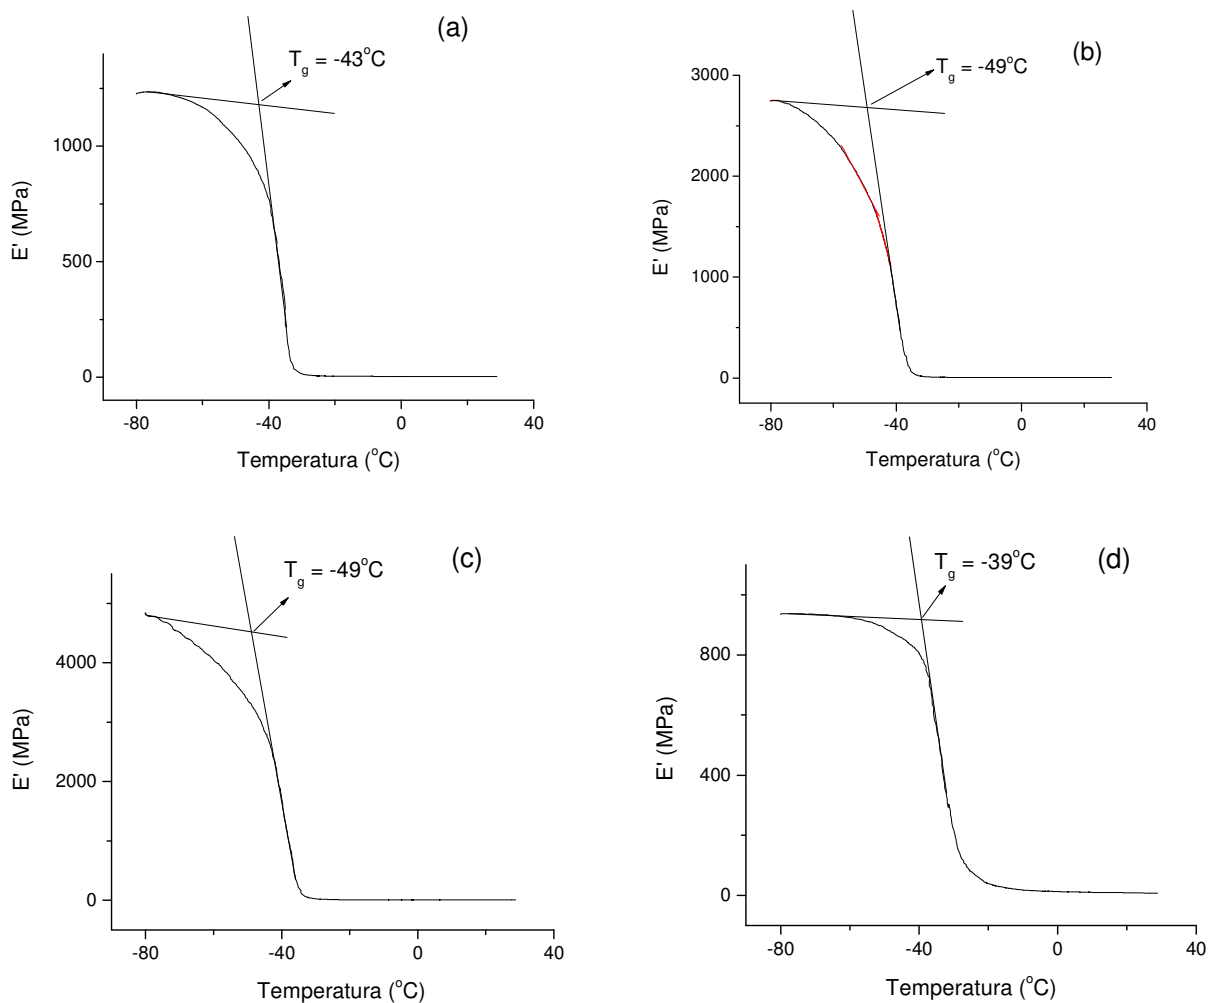 (a)
T_g = -43°C
1000
500
0
-80
-40
0
40
E' (MPa)
Temperatura (°C)
(b)
T_g = -49°C
3000
2000
1000
0
-80
-40
0
40
E' (MPa)
Temperatura (°C)
(c)
T_g = -49°C
4000
2000
0
-80
-40
0
40
E' (MPa)
Temperatura (°C)
(d)
T_g = -39°C
800
400
0
-80
-40
0
40
E' (MPa)
Temperatura (°C)